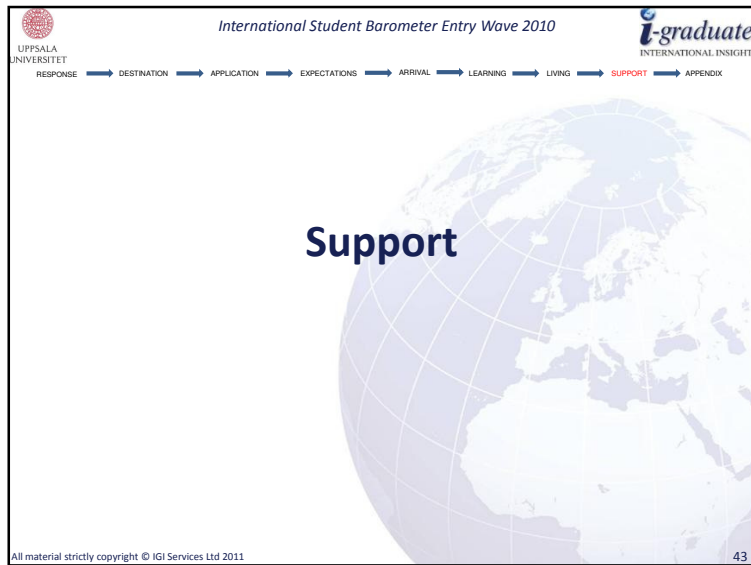 International Student Barometer Entry Wave 2010
UPPSALA
UNIVERSITET
i-graduate
INTERNATIONAL INSIGHT
RESPONSE DESTINATION APPLICATION EXPECTATIONS ARRIVAL LEARNING LIVING SUPPORT APPENDIX
Support
All material strictly copyright © IGI Services Ltd 2011
43